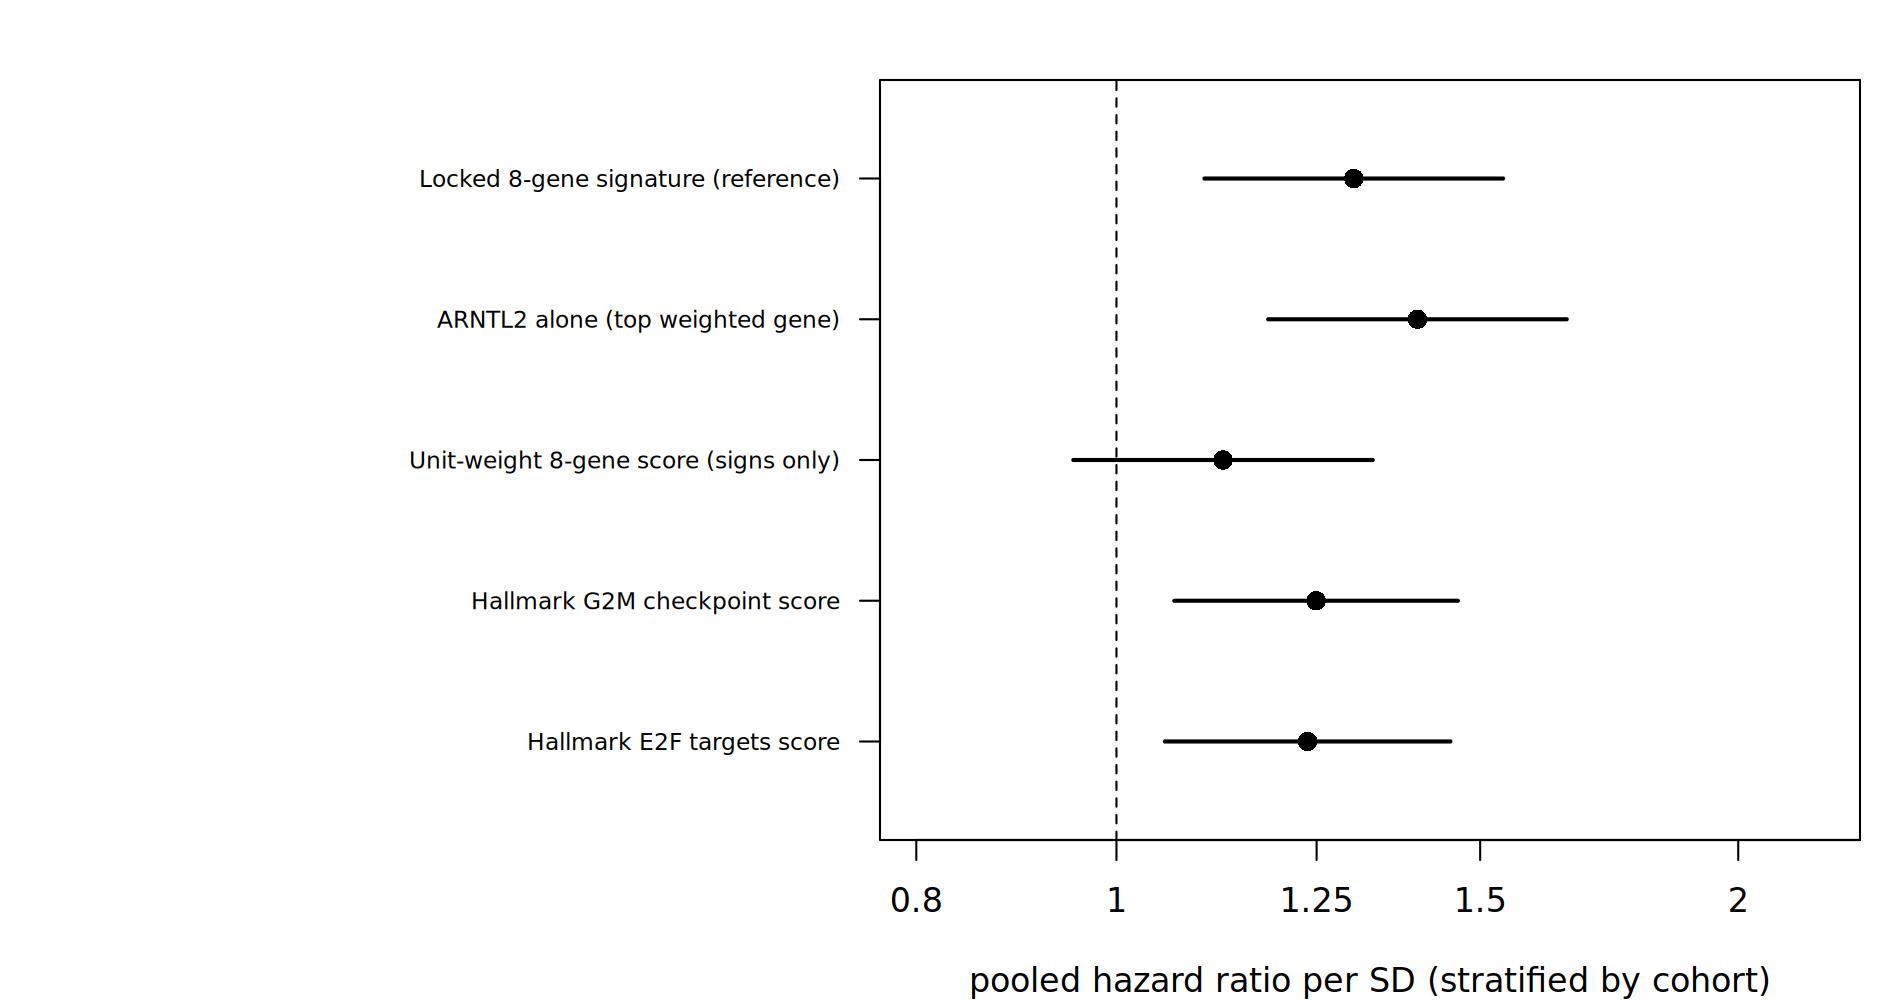 Locked 8-gene signature (reference)
ARNTL2 alone (top weighted gene)
Unit-weight 8-gene score (signs only)
Hallmark G2M checkpoint score
Hallmark E2F targets score
0.8 1 1.25 1.5 2
pooled hazard ratio per SD (stratified by cohort)